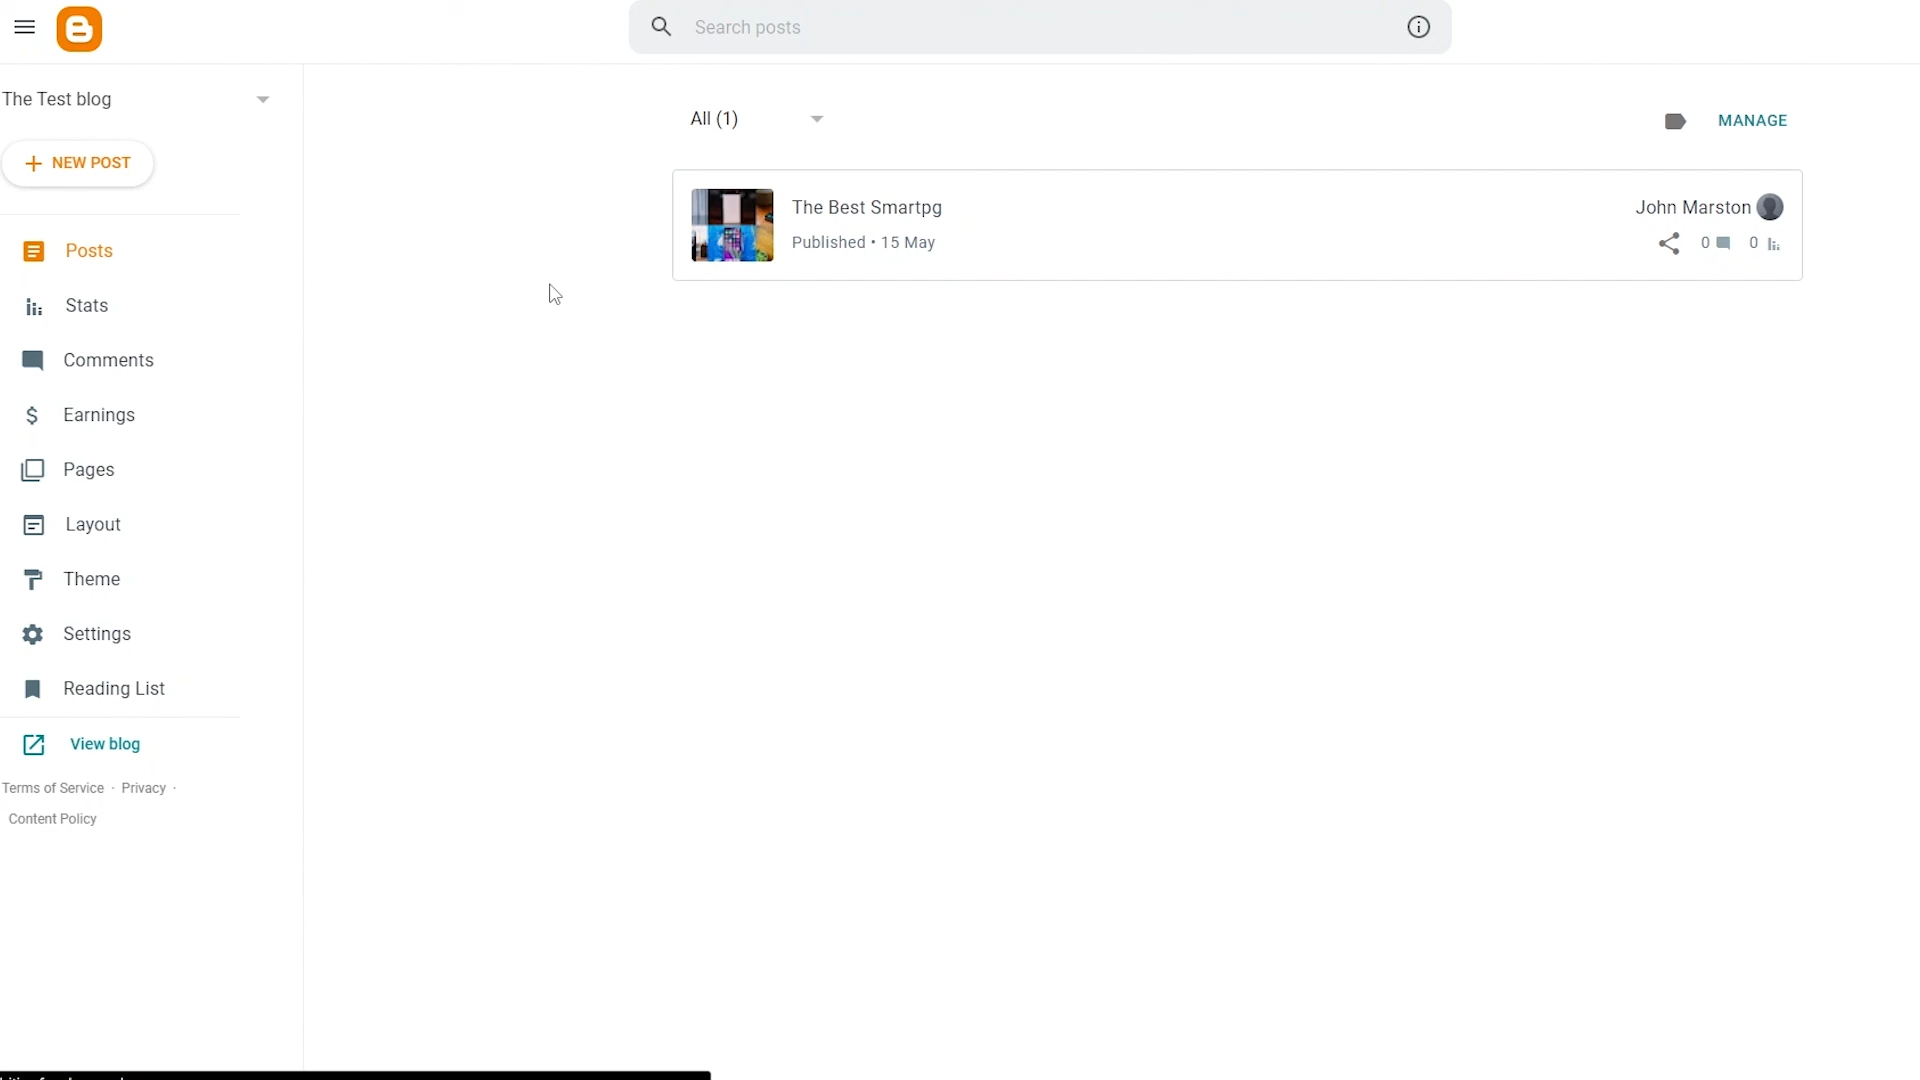 Search posts
The Test blog
All (1)
MANAGE
NEW POST
The Best Smartpg
John Marston
Published • 15 May
0
0
Posts
Stats
Comments
Earnings
Pages
Layout
Theme
Settings
Reading List
View blog
Terms of Service · Privacy ·
Content Policy